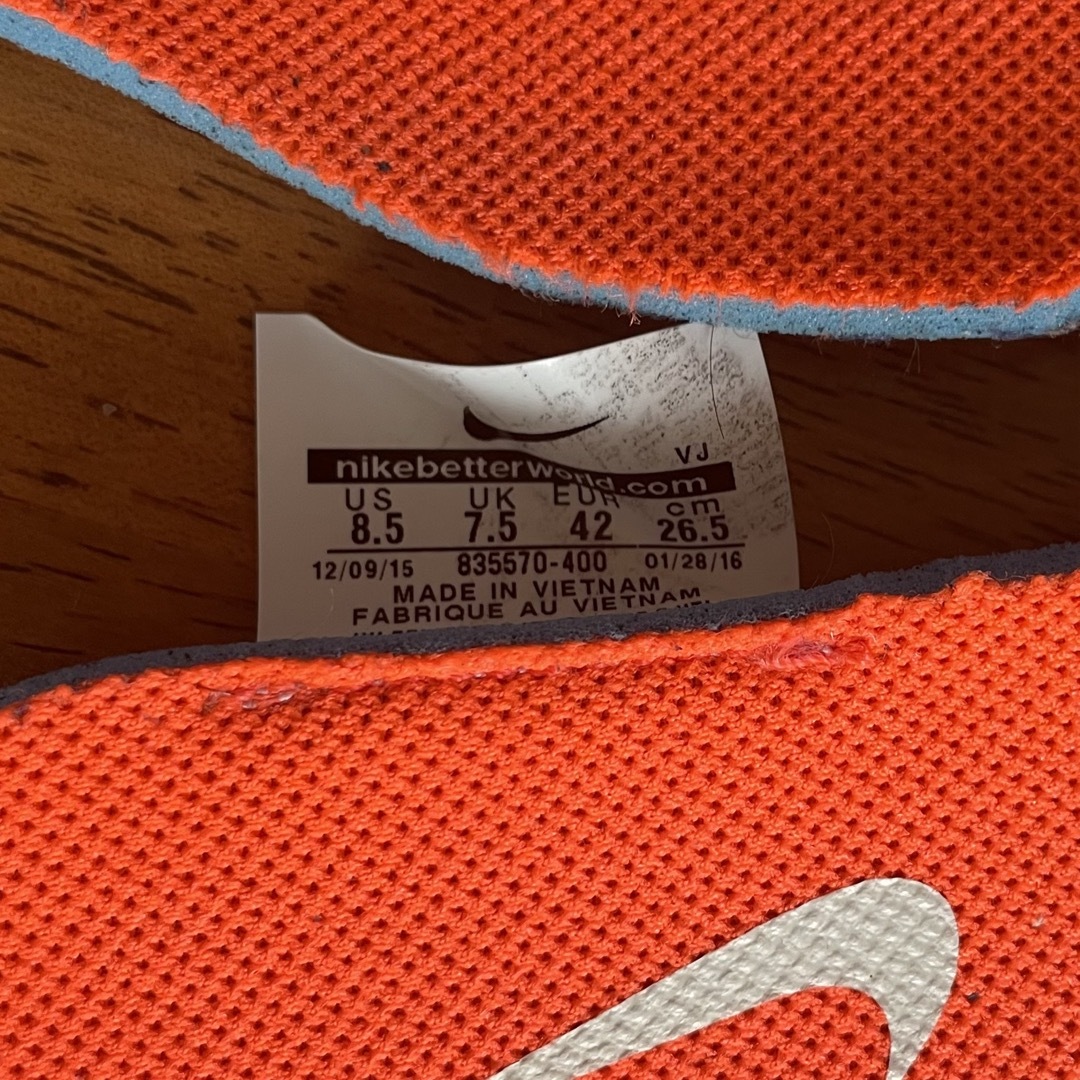 VJ
nikebetterworld.com
US UK EUR cm
8.5 7.5 42 26.5
12/09/15 835570-400 01/28/16
MADE IN VIETNAM
FABRIQUE AU VIETNAM